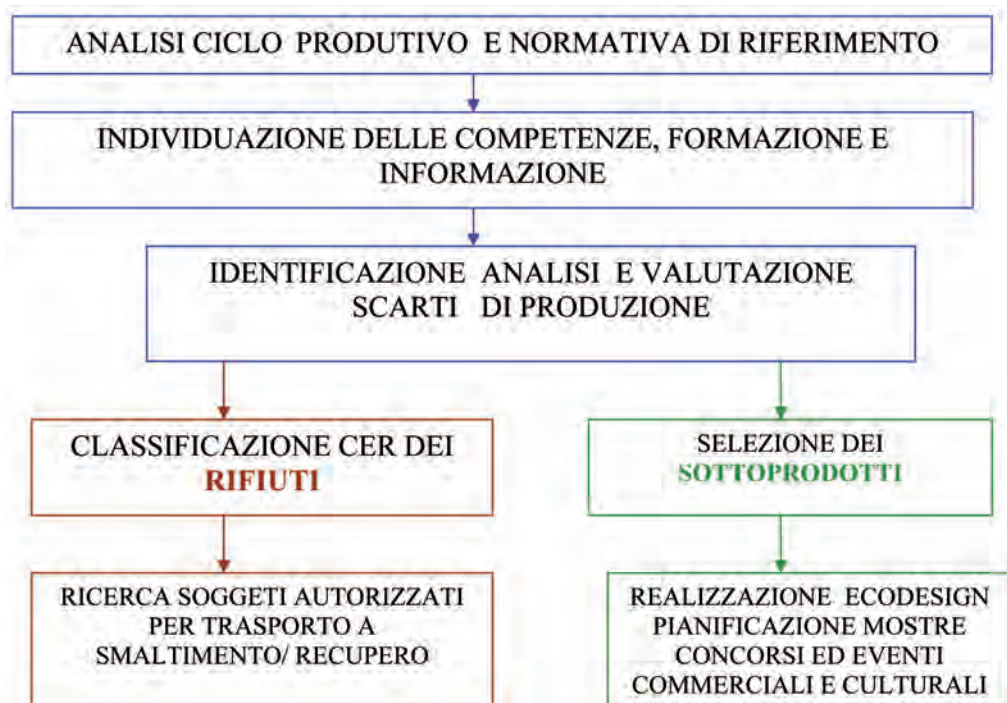 ANALISI CICLO PRODUTIVO E NORMATIVA DI RIFERIMENTO
INDIVIDUAZIONE DELLE COMPETENZE, FORMAZIONE E
INFORMAZIONE
IDENTIFICAZIONE ANALISI E VALUTAZIONE
SCARTI DI PRODUZIONE
CLASSIFICAZIONE CER DEI
RIFIUTI
SELEZIONE DEI
SOTTOPRODOTTI
RICERCA SOGGETI AUTORIZZATI
PER TRASPORTO A
SMALTIMENTO/ RECUPERO
REALIZZAZIONE ECODESIGN
PIANIFICAZIONE MOSTRE
CONCORSI ED EVENTI
COMMERCIALI E CULTURALI